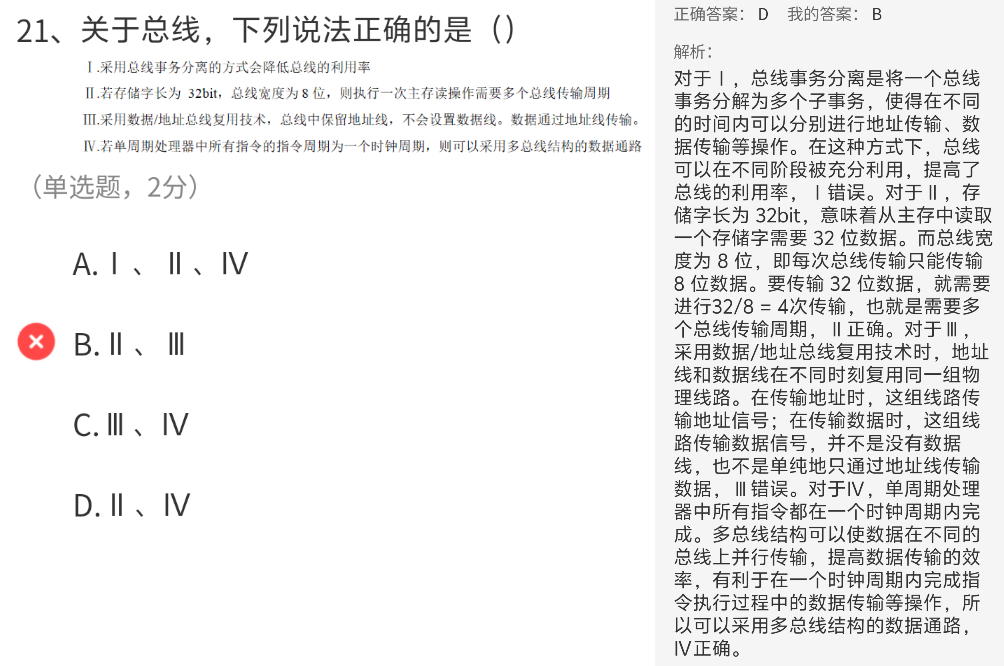 21、关于总线，下列说法正确的是（）
Ⅰ.采用总线事务分离的方式会降低总线的利用率
Ⅱ.若存储字长为 32bit，总线宽度为 8 位，则执行一次主存读操作需要多个总线传输周期
Ⅲ.采用数据/地址总线复用技术，总线中保留地址线，不会设置数据线。数据通过地址线传输。
Ⅳ.若单周期处理器中所有指令的指令周期为一个时钟周期，则可以采用多总线结构的数据通路
（单选题，2分）
A.Ⅰ、Ⅱ、Ⅳ
B.Ⅱ、Ⅲ
C.Ⅲ、Ⅳ
D.Ⅱ、Ⅳ
正确答案： D 我的答案： B
解析：
对于Ⅰ，总线事务分离是将一个总线
事务分解为多个子事务，使得在不同
的时间内可以分别进行地址传输、数
据传输等操作。在这种方式下，总线
可以在不同阶段被充分利用，提高了
总线的利用率，Ⅰ错误。对于Ⅱ，存
储字长为 32bit，意味着从主存中读取
一个存储字需要 32 位数据。而总线宽
度为 8 位，即每次总线传输只能传输
8 位数据。要传输 32 位数据，就需要
进行32/8 = 4次传输，也就是需要多
个总线传输周期，Ⅱ正确。对于Ⅲ，
采用数据/地址总线复用技术时，地址
线和数据线在不同时刻复用同一组物
理线路。在传输地址时，这组线路传
输地址信号；在传输数据时，这组线
路传输数据信号，并不是没有数据
线，也不是单纯地只通过地址线传输
数据，Ⅲ错误。对于Ⅳ，单周期处理
器中所有指令都在一个时钟周期内完
成。多总线结构可以使数据在不同的
总线上并行传输，提高数据传输的效
率，有利于在一个时钟周期内完成指
令执行过程中的数据传输等操作，所
以可以采用多总线结构的数据通路，
Ⅳ正确。